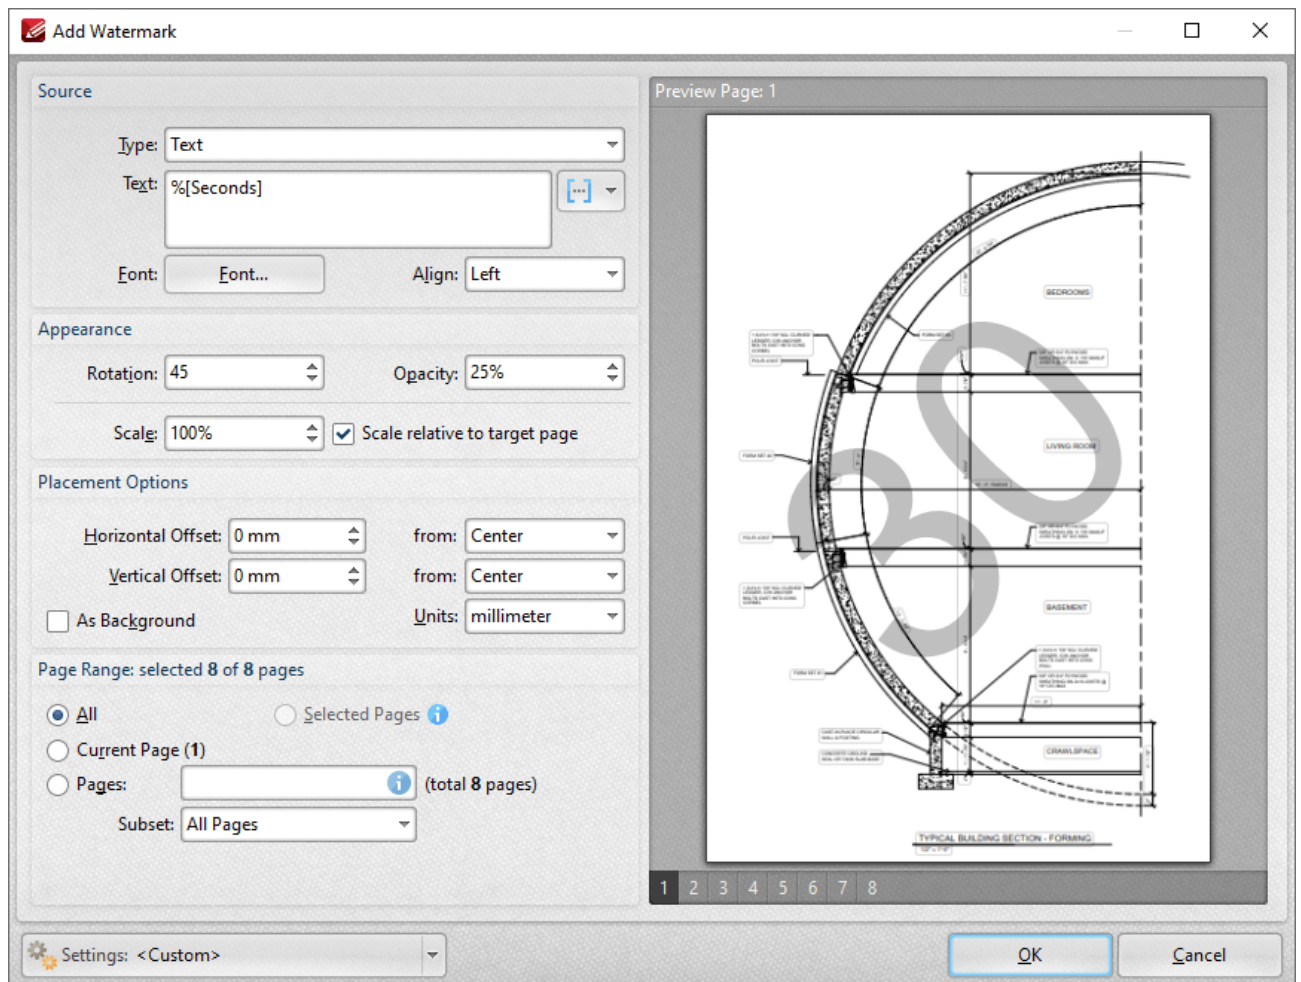 Add Watermark
Source
Type: Text
Text: %[Seconds]
Font: Font... Align: Left
Appearance
Rotation: 45 Opacity: 25%
Scale: 100% Scale relative to target page
Placement Options
Horizontal Offset: 0 mm from: Center
Vertical Offset: 0 mm from: Center
As Background Units: millimeter
Page Range: selected 8 of 8 pages
All Selected Pages
Current Page (1)
Pages: (total 8 pages)
Subset: All Pages
Settings: <Custom>
Preview Page: 1
BEDROOMS
LIVING ROOM
BASEMENT
CRAWLSPACE
30
TYPICAL BUILDING SECTION - FORMING
1 2 3 4 5 6 7 8
OK Cancel